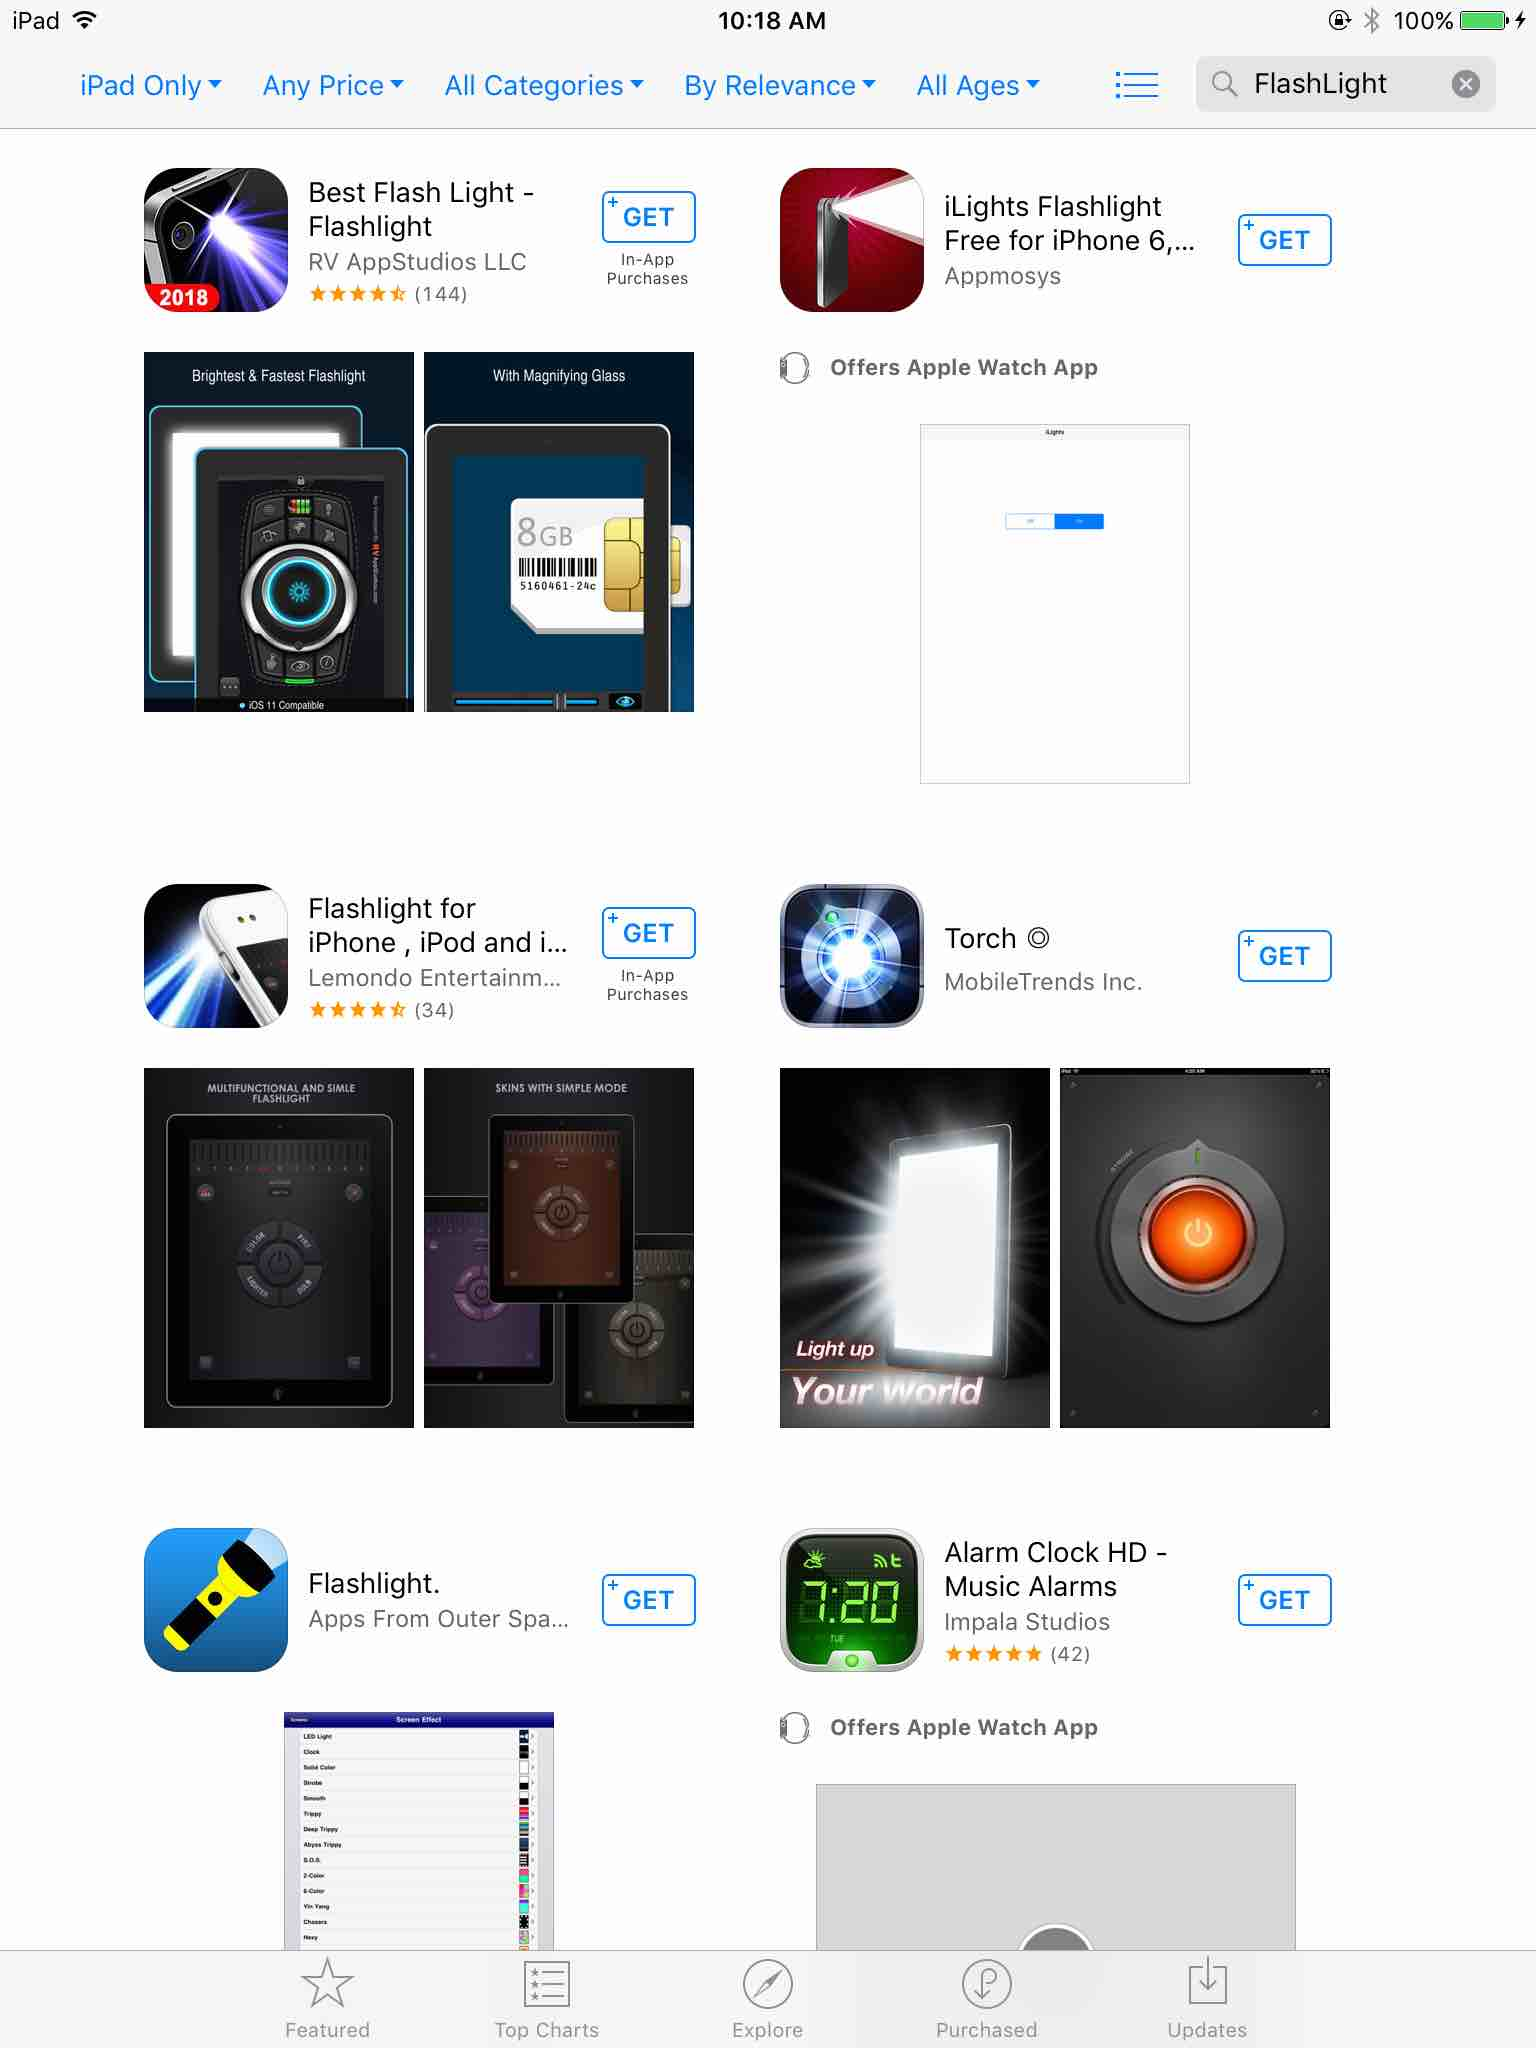 iPad
10:18 AM
100%
iPad Only
Any Price
All Categories
By Relevance
All Ages
FlashLight
2018
Best Flash Light -
Flashlight
RV AppStudios LLC
(144)
GET
In-App
Purchases
iLights Flashlight
Free for iPhone 6,...
Appmosys
GET
Brightest & Fastest Flashlight
iOS 11 Compatible
With Magnifying Glass
8GB
5160461-24c
Offers Apple Watch App
iLights
Flashlight for
iPhone , iPod and i...
Lemondo Entertainm...
(34)
GET
In-App
Purchases
Torch
MobileTrends Inc.
GET
MULTIFUNCTIONAL AND SIMLE
FLASHLIGHT
COLOR
FIRE
LIGHTER
BULB
SKINS WITH SIMPLE MODE
Light up
Your World
Flashlight.
Apps From Outer Spa...
GET
7:20
TUE
Alarm Clock HD -
Music Alarms
Impala Studios
(42)
GET
Screen Effect
LED Light
Clock
Solid Color
Strobe
Smooth
Trippy
Deep Trippy
Abyss Trippy
S.O.S.
2-Color
6-Color
Yin Yang
Chasers
Hexy
Offers Apple Watch App
Featured
Top Charts
Explore
Purchased
Updates